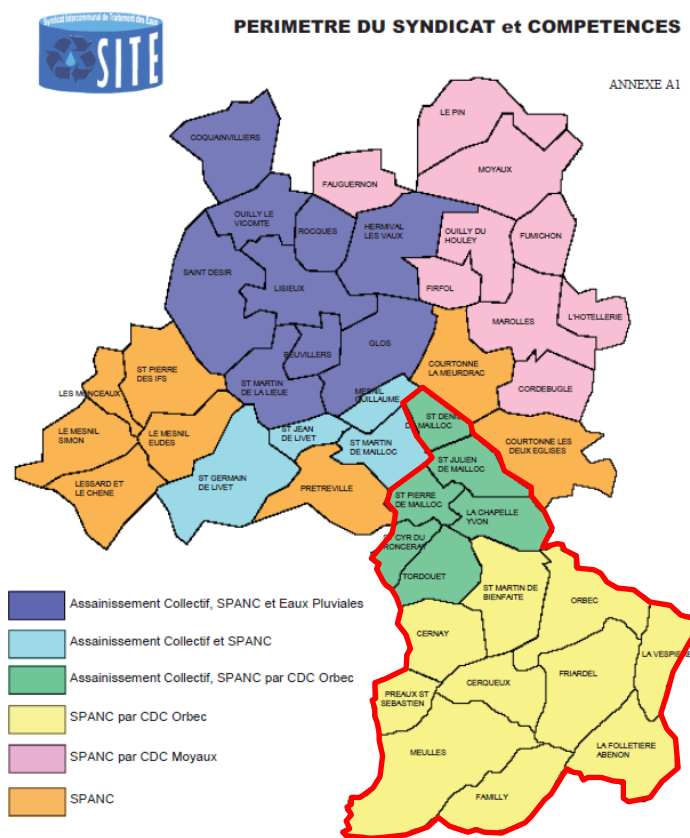 Syndicat Intercommunal de Traitement des Eaux
SITE
PERIMETRE DU SYNDICAT et COMPETENCES
ANNEXE A1
LE PIN
COQUAINVILLIERS
MOYAUX
FAUGUERNON
OUILLY LE
VICOMTE
ROCQUES
HERMIVAL
LES VAUX
OUILLY DU
HOULEY
FUMICHON
SAINT DESIR
LISIEUX
FIRFOL
MAROLLES
L'HOTELLERIE
BEUVILLERS
GLOS
COURTONNE
LA MEURDRAC
ST PIERRE
DES IFS
ST MARTIN
DE LA LIEUE
CORDEBUGLE
LES MONCEAUX
MESNIL
GUILLAUME
ST DENIS
DE MAILLOC
LE MESNIL
SIMON
LE MESNIL
EUDES
ST JEAN
DE LIVET
ST MARTIN
DE MAILLOC
COURTONNE LES
DEUX EGLISES
ST JULIEN
DE MAILLOC
LESSARD ET
LE CHENE
ST GERMAIN
DE LIVET
PRETREVILLE
ST PIERRE
DE MAILLOC
LA CHAPELLE
YVON
ST CYR DU
RONCERAY
TORDOUET
ST MARTIN DE
BIENFAITE
ORBEC
CERNAY
LA VESPIERE
CERQUEUX
FRIARDEL
PREAUX ST
SEBASTIEN
MEULLES
LA FOLLETIERE
ABENON
FAMILLY
Assainissement Collectif, SPANC et Eaux Pluviales
Assainissement Collectif et SPANC
Assainissement Collectif, SPANC par CDC Orbec
SPANC par CDC Orbec
SPANC par CDC Moyaux
SPANC